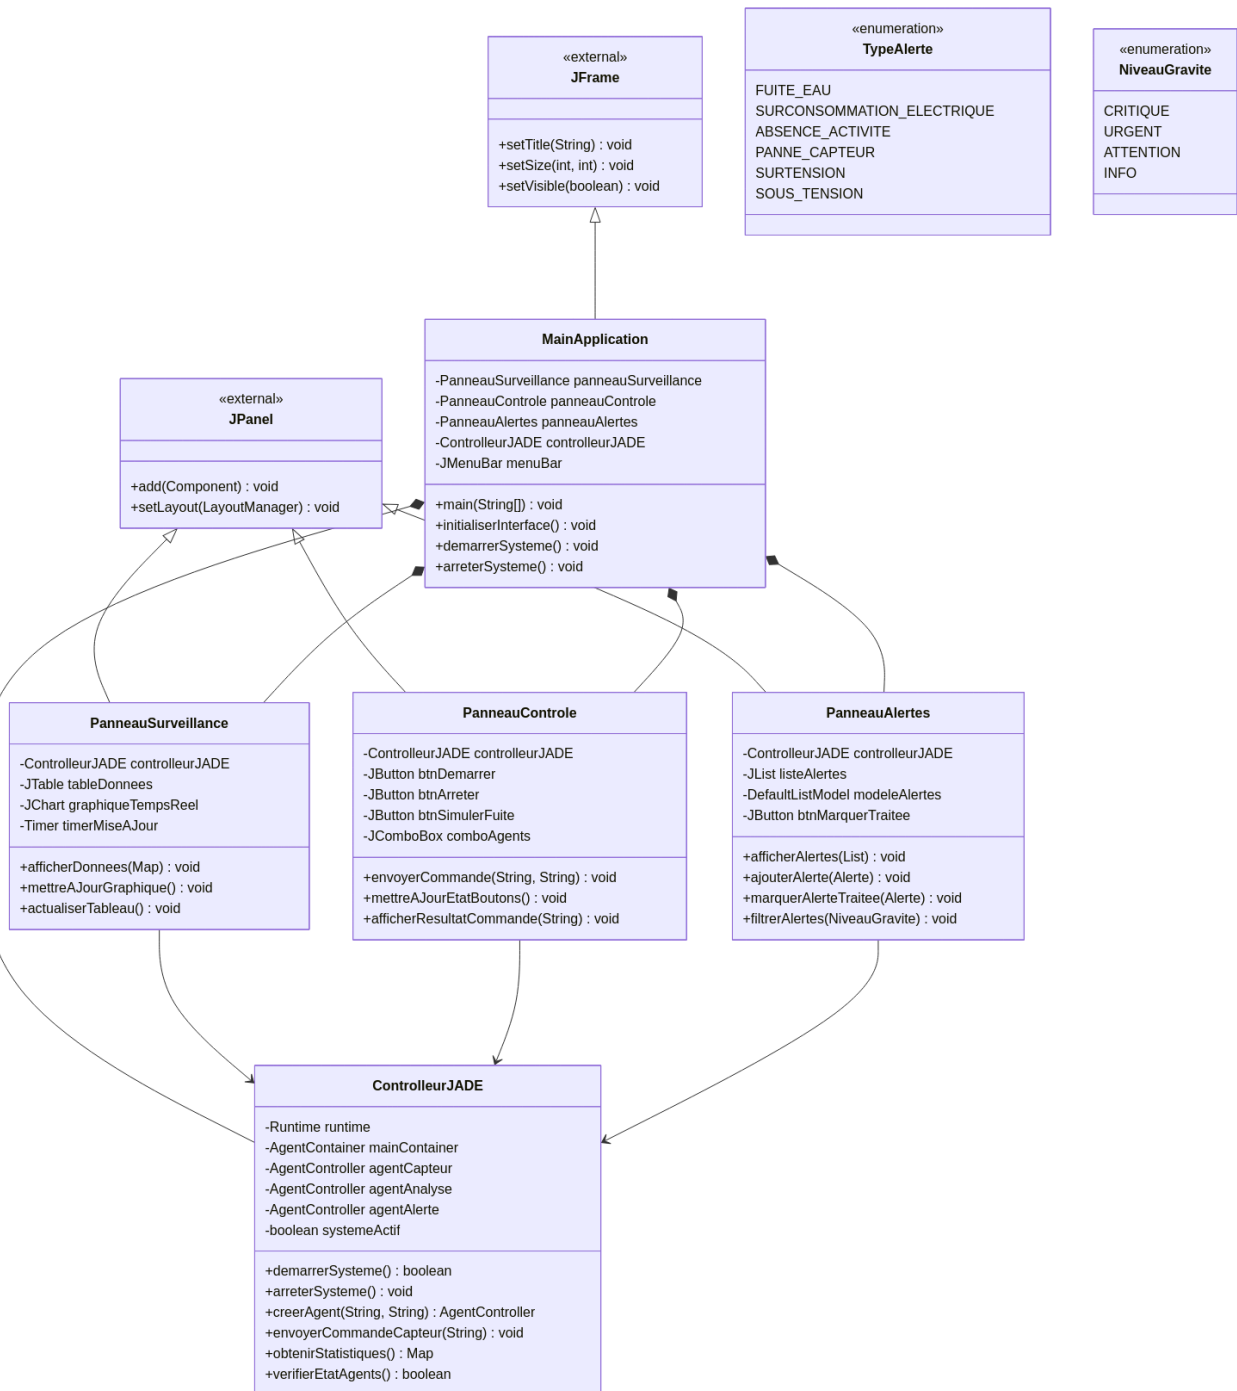 «external»
JFrame
+setTitle(String) : void
+setSize(int, int) : void
+setVisible(boolean) : void
«enumeration»
TypeAlerte
FUITE_EAU
SURCONSOMMATION_ELECTRIQUE
ABSENCE_ACTIVITE
PANNE_CAPTEUR
SURTENSION
SOUS_TENSION
«enumeration»
NiveauGravite
CRITIQUE
URGENT
ATTENTION
INFO
MainApplication
-PanneauSurveillance panneauSurveillance
-PanneauControle panneauControle
-PanneauAlertes panneauAlertes
-ControlleurJADE controlleurJADE
-JMenuBar menuBar
+main(String[]) : void
+initialiserInterface() : void
+demarrerSysteme() : void
+arreterSysteme() : void
«external»
JPanel
+add(Component) : void
+setLayout(LayoutManager) : void
PanneauSurveillance
-ControlleurJADE controlleurJADE
-JTable tableDonnees
-JChart graphiqueTempsReel
-Timer timerMiseAJour
+afficherDonnees(Map) : void
+mettreAJourGraphique() : void
+actualiserTableau() : void
PanneauControle
-ControlleurJADE controlleurJADE
-JButton btnDemarrer
-JButton btnArreter
-JButton btnSimulerFuite
-JComboBox comboAgents
+envoyerCommande(String, String) : void
+mettreAJourEtatBoutons() : void
+afficherResultatCommande(String) : void
PanneauAlertes
-ControlleurJADE controlleurJADE
-JList listeAlertes
-DefaultListModel modeleAlertes
-JButton btnMarquerTraitee
+afficherAlertes(List) : void
+ajouterAlerte(Alerte) : void
+marquerAlerteTraitee(Alerte) : void
+filtrerAlertes(NiveauGravite) : void
ControlleurJADE
-Runtime runtime
-AgentContainer mainContainer
-AgentController agentCapteur
-AgentController agentAnalyse
-AgentController agentAlerte
-boolean systemeActif
+demarrerSysteme() : boolean
+arreterSysteme() : void
+creerAgent(String, String) : AgentController
+envoyerCommandeCapteur(String) : void
+obtenirStatistiques() : Map
+verifierEtatAgents() : boolean